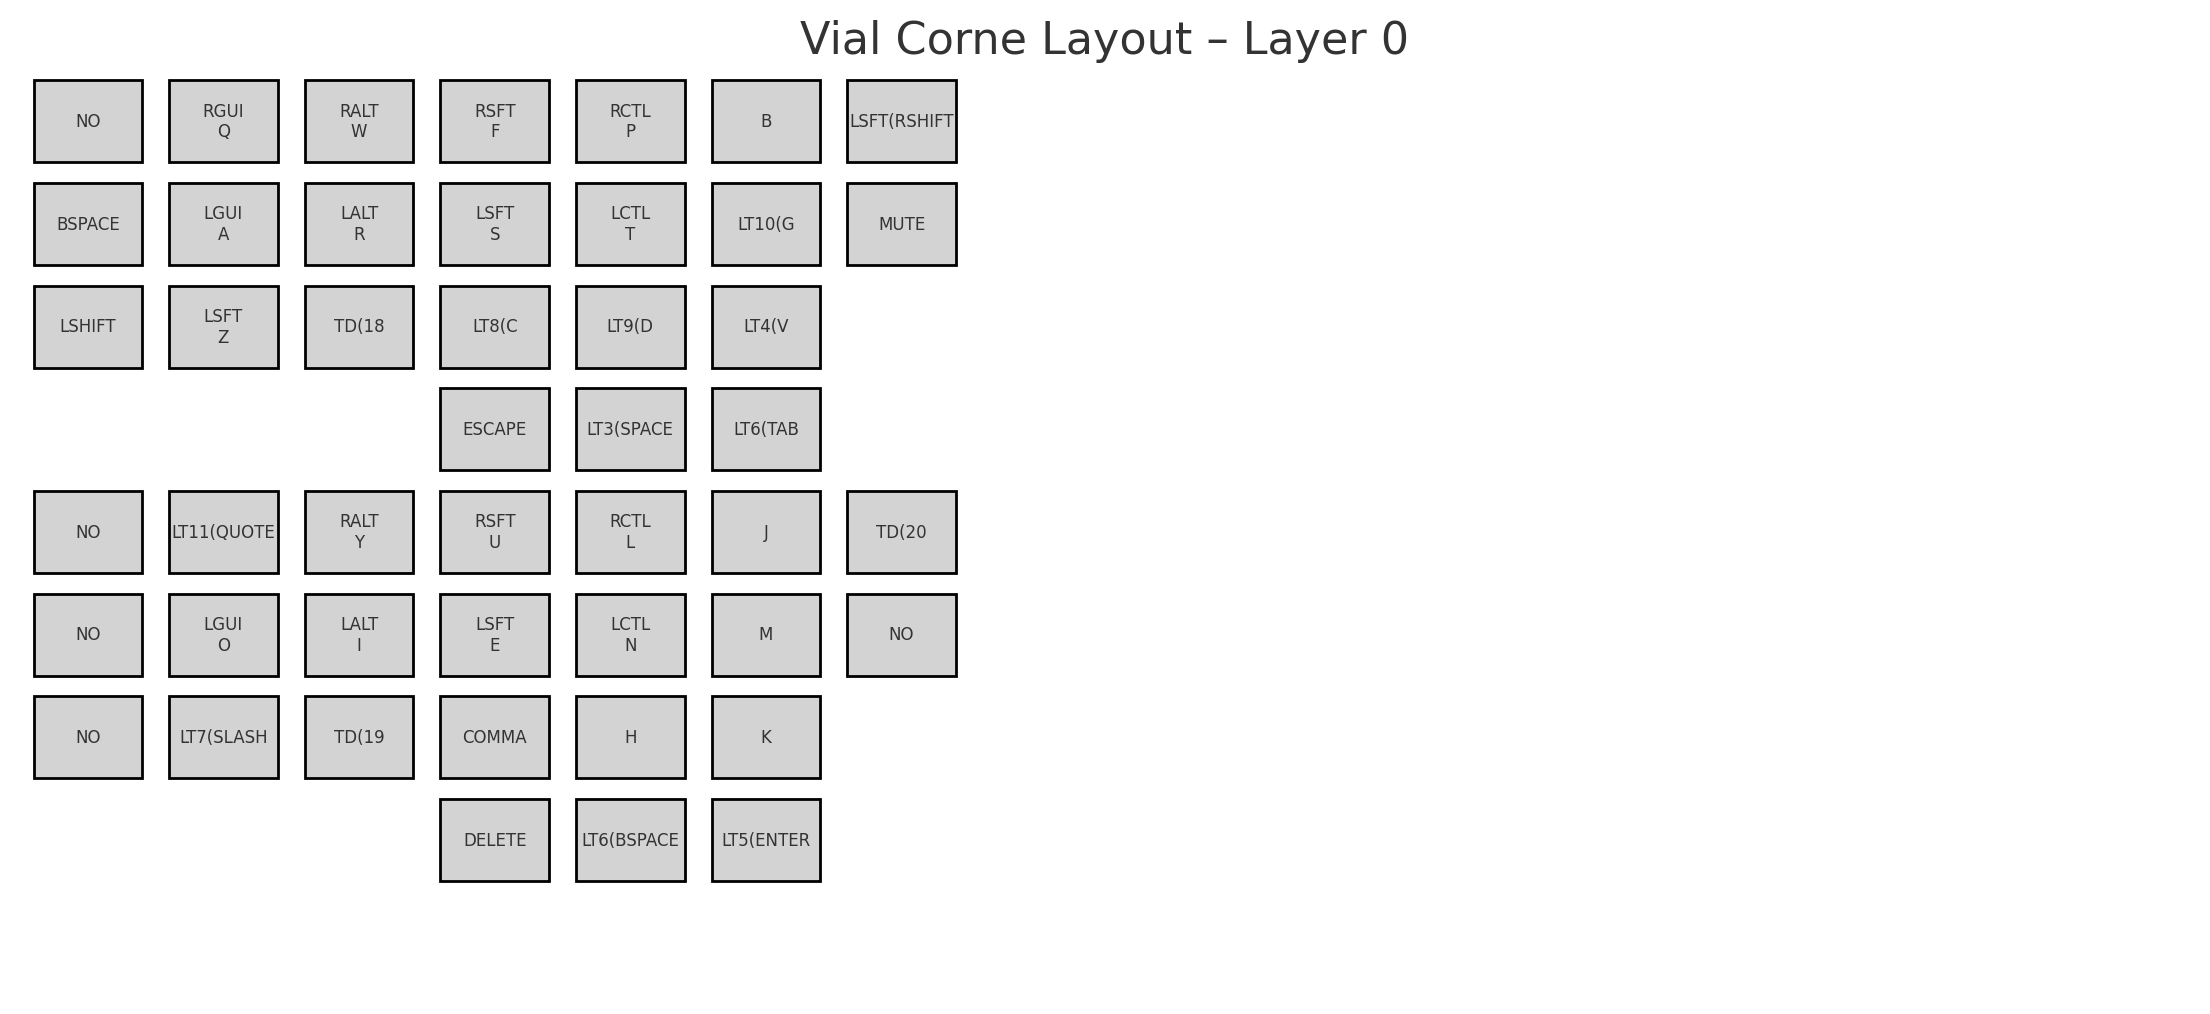 Vial Corne Layout – Layer 0
NO
RGUI
Q
RALT
W
RSFT
F
RCTL
P
B
LSFT(RSHIFT
BSPACE
LGUI
A
LALT
R
LSFT
S
LCTL
T
LT10(G
MUTE
LSHIFT
LSFT
Z
TD(18
LT8(C
LT9(D
LT4(V
ESCAPE
LT3(SPACE
LT6(TAB
NO
LT11(QUOTE
RALT
Y
RSFT
U
RCTL
L
J
TD(20
NO
LGUI
O
LALT
I
LSFT
E
LCTL
N
M
NO
NO
LT7(SLASH
TD(19
COMMA
H
K
DELETE
LT6(BSPACE
LT5(ENTER